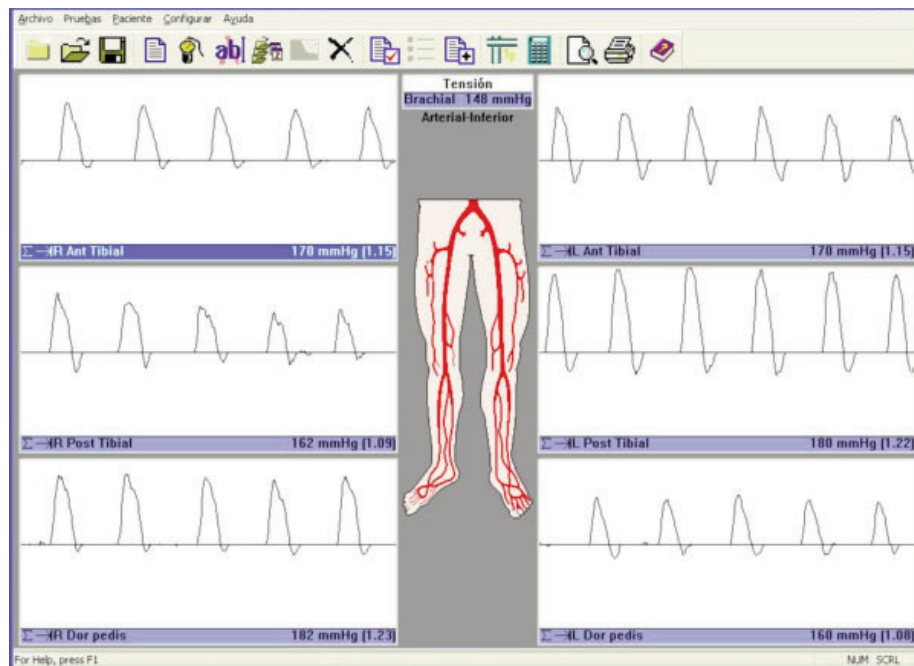 Archivo Pruebas Paciente Configurar Ayuda
abl
Tensión
Brachial 148 mmHg
Arterial-Inferior
R Ant Tibial 170 mmHg (1.15)
L Ant Tibial 170 mmHg (1.15)
R Post Tibial 162 mmHg (1.09)
L Post Tibial 180 mmHg (1.22)
R Dor pedis 182 mmHg (1.23)
L Dor pedis 160 mmHg (1.08)
For Help, press F1 NUM SCRL